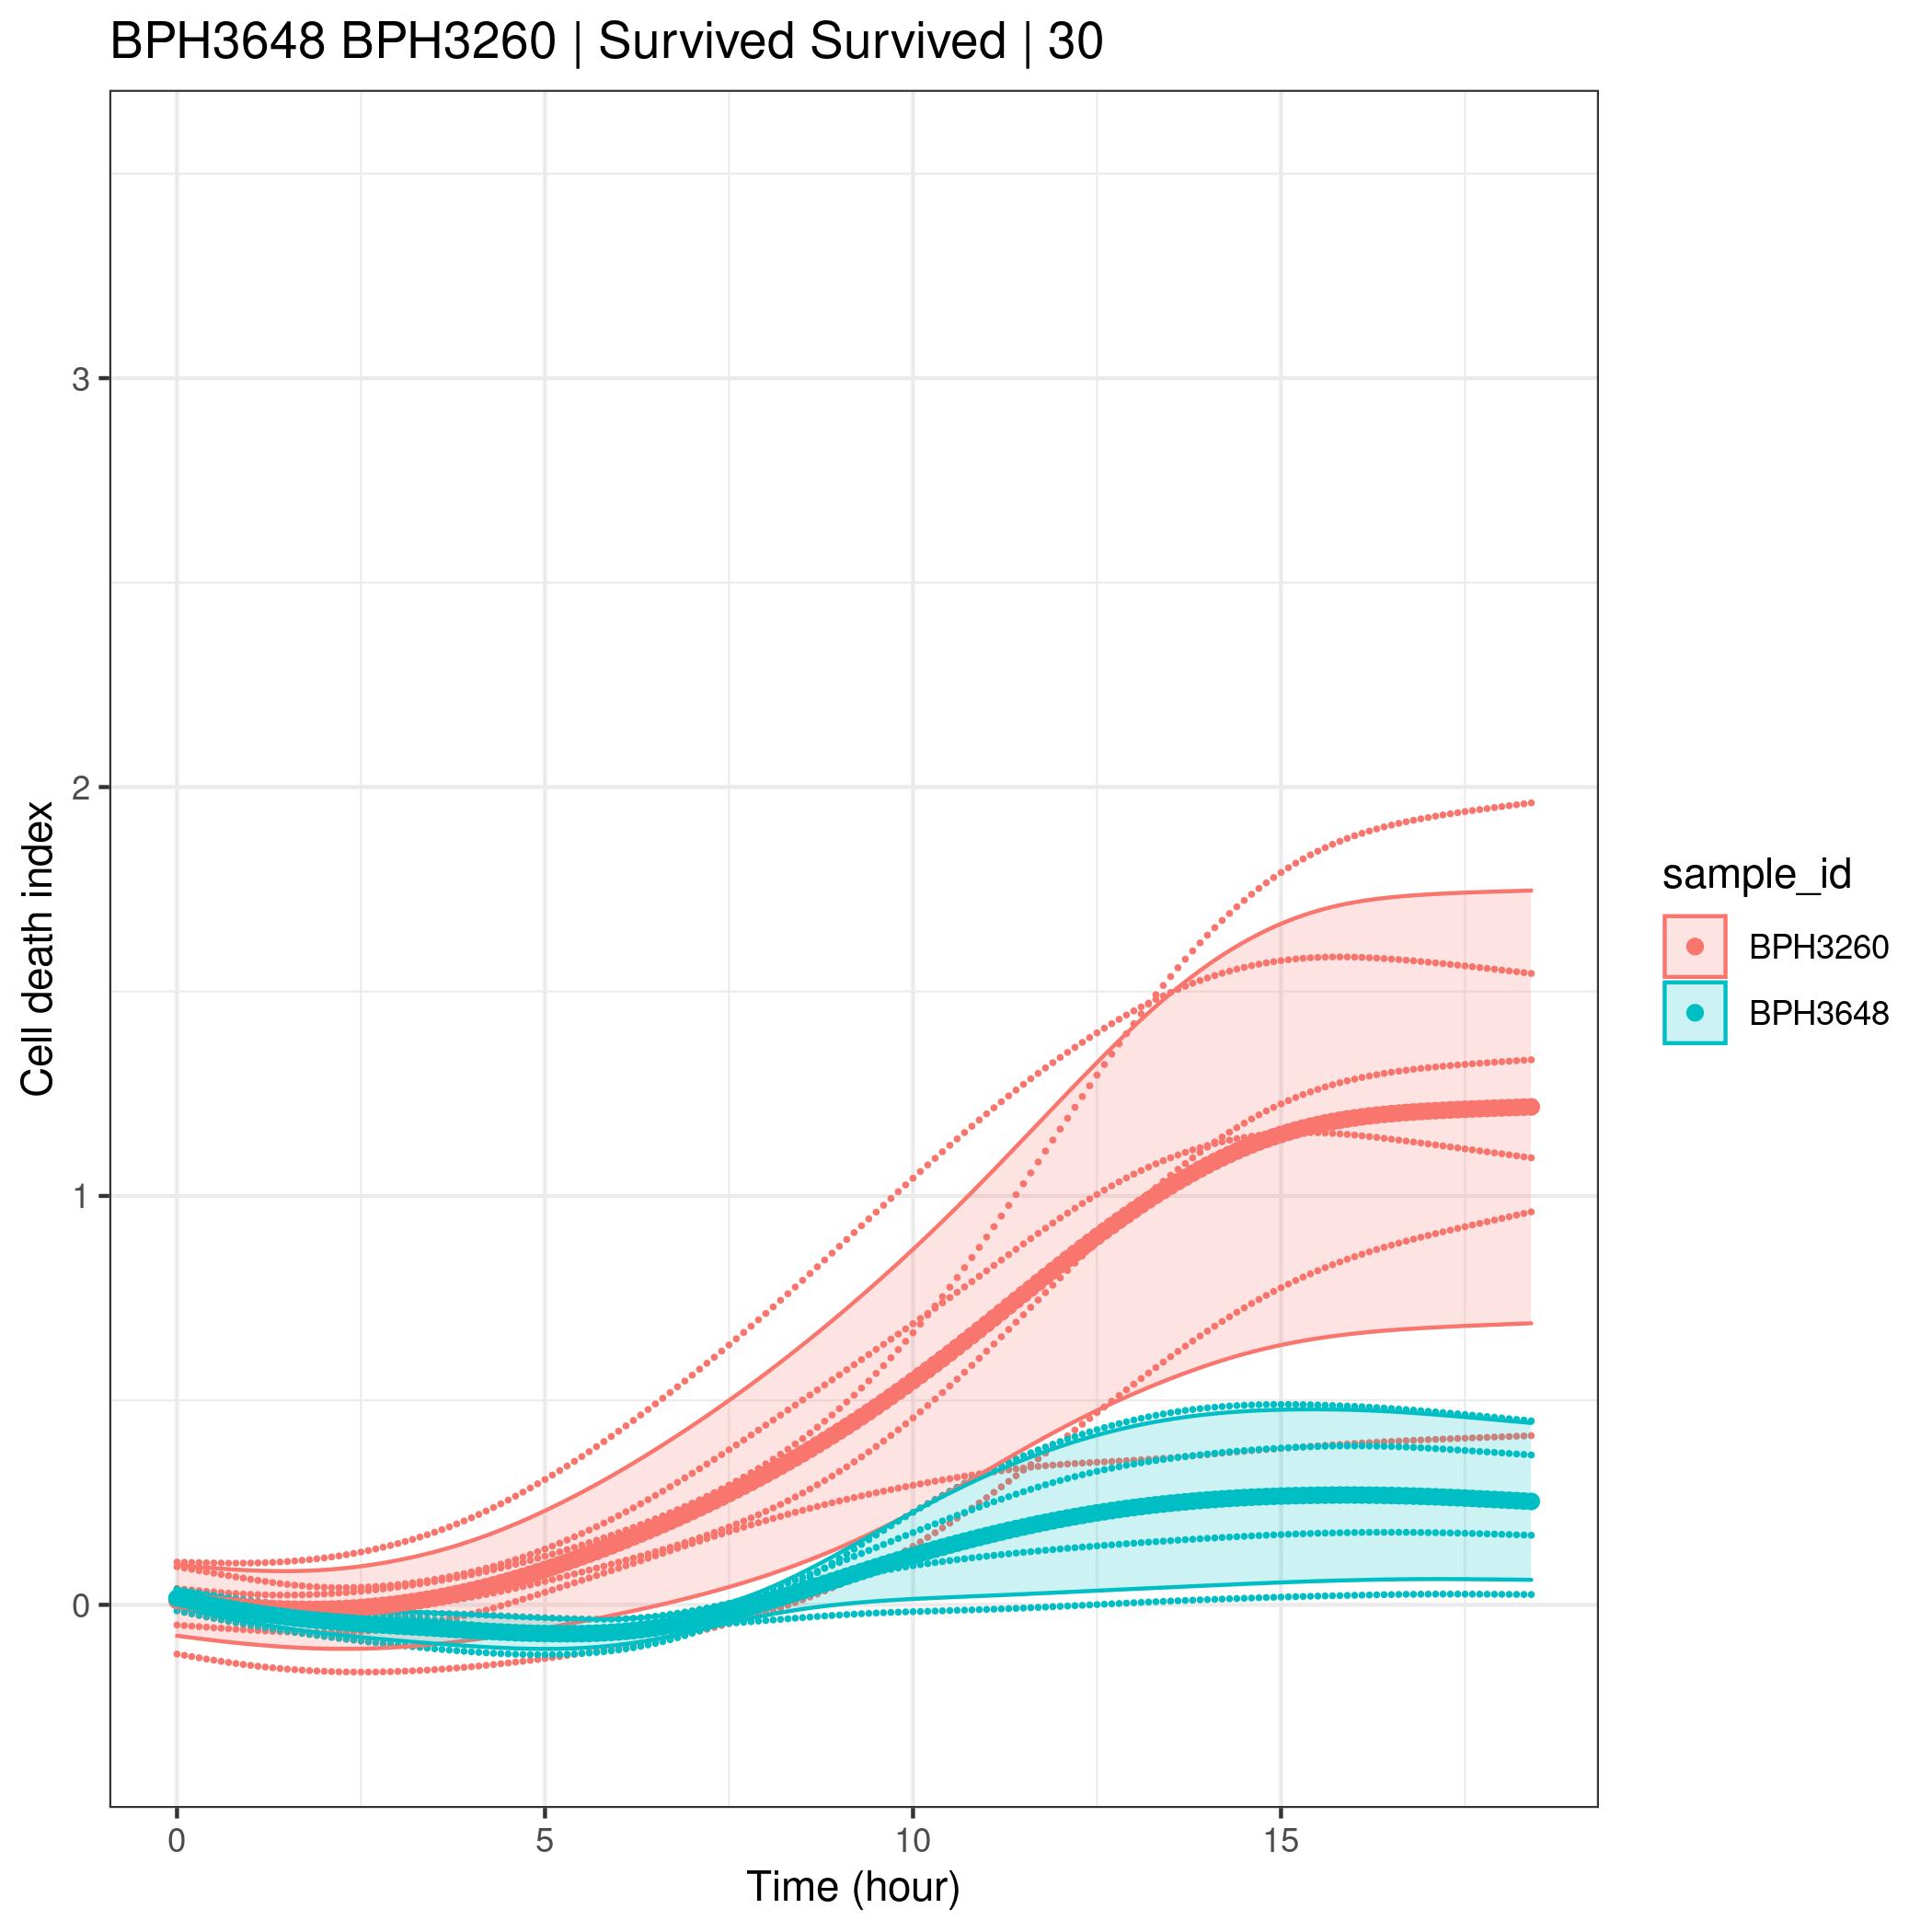 BPH3648 BPH3260 | Survived Survived | 30
3
2
1
0
Cell death index
0 5 10 15
Time (hour)
sample_id
BPH3260
BPH3648